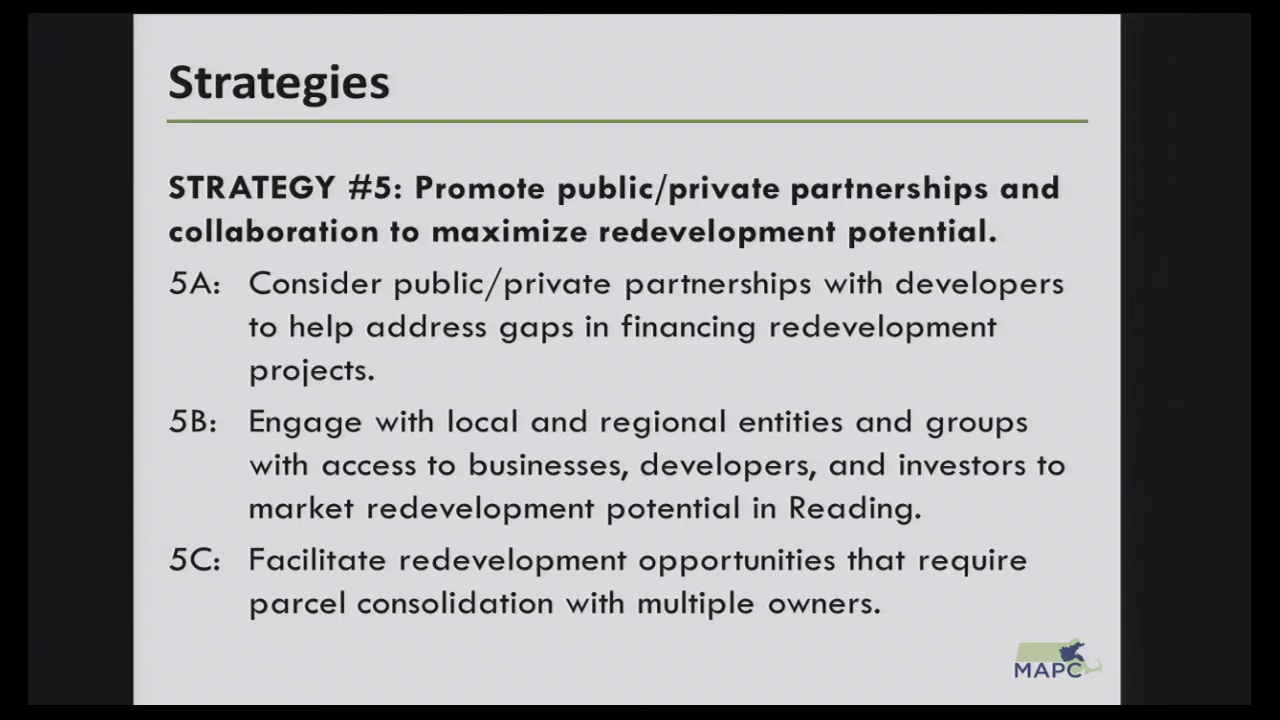 Strategies
STRATEGY #5: Promote public/private partnerships and
collaboration to maximize redevelopment potential.
5A: Consider public/private partnerships with developers
to help address gaps in financing redevelopment
projects.
5B: Engage with local and regional entities and groups
with access to businesses, developers, and investors to
market redevelopment potential in Reading.
5C: Facilitate redevelopment opportunities that require
parcel consolidation with multiple owners.
MAPC